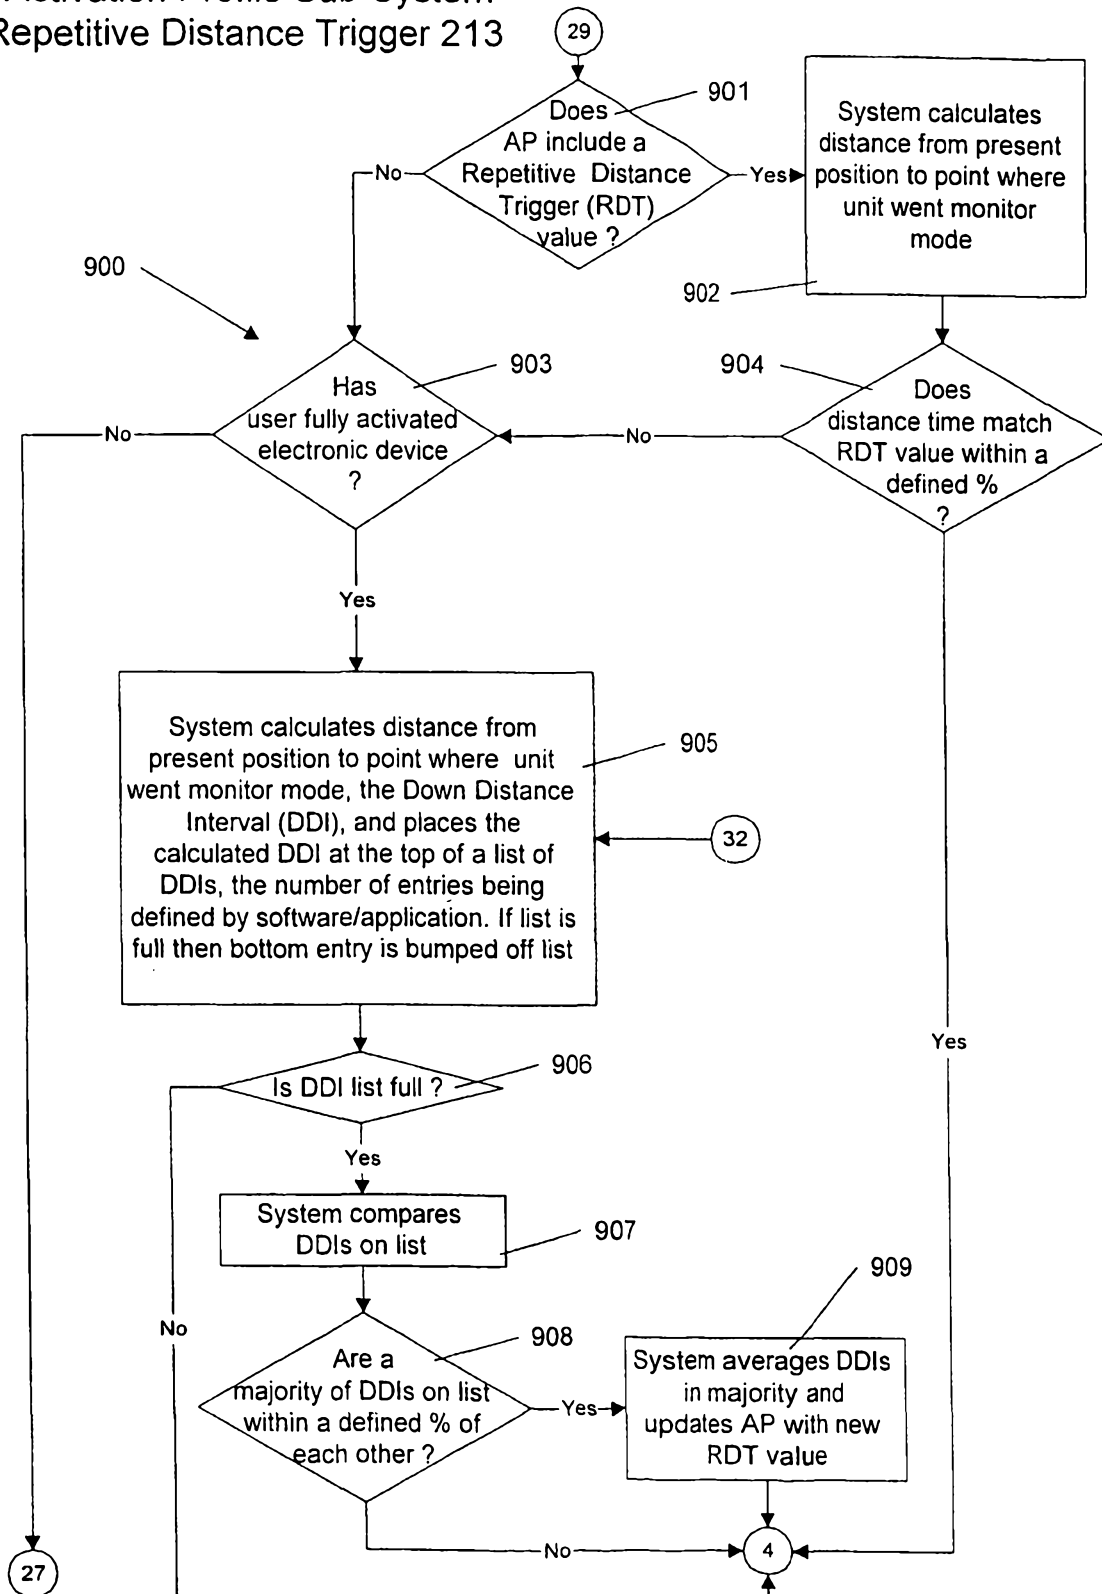 Activation Profile Sub-System
Repetitive Distance Trigger 213
29
901
Does
AP include a
Repetitive Distance
Trigger (RDT)
value ?
No
Yes
System calculates
distance from present
position to point where
unit went monitor
mode
902
900
903
Has
user fully activated
electronic device
?
No
904
Does
distance time match
RDT value within a
defined %
?
No
Yes
System calculates distance from
present position to point where unit
went monitor mode, the Down Distance
Interval (DDI), and places the
calculated DDI at the top of a list of
DDIs, the number of entries being
defined by software/application. If list is
full then bottom entry is bumped off list
905
32
Yes
Is DDI list full ?
906
Yes
System compares
DDIs on list
907
No
908
Are a
majority of DDIs on list
within a defined % of
each other ?
Yes
909
System averages DDIs
in majority and
updates AP with new
RDT value
No
4
27